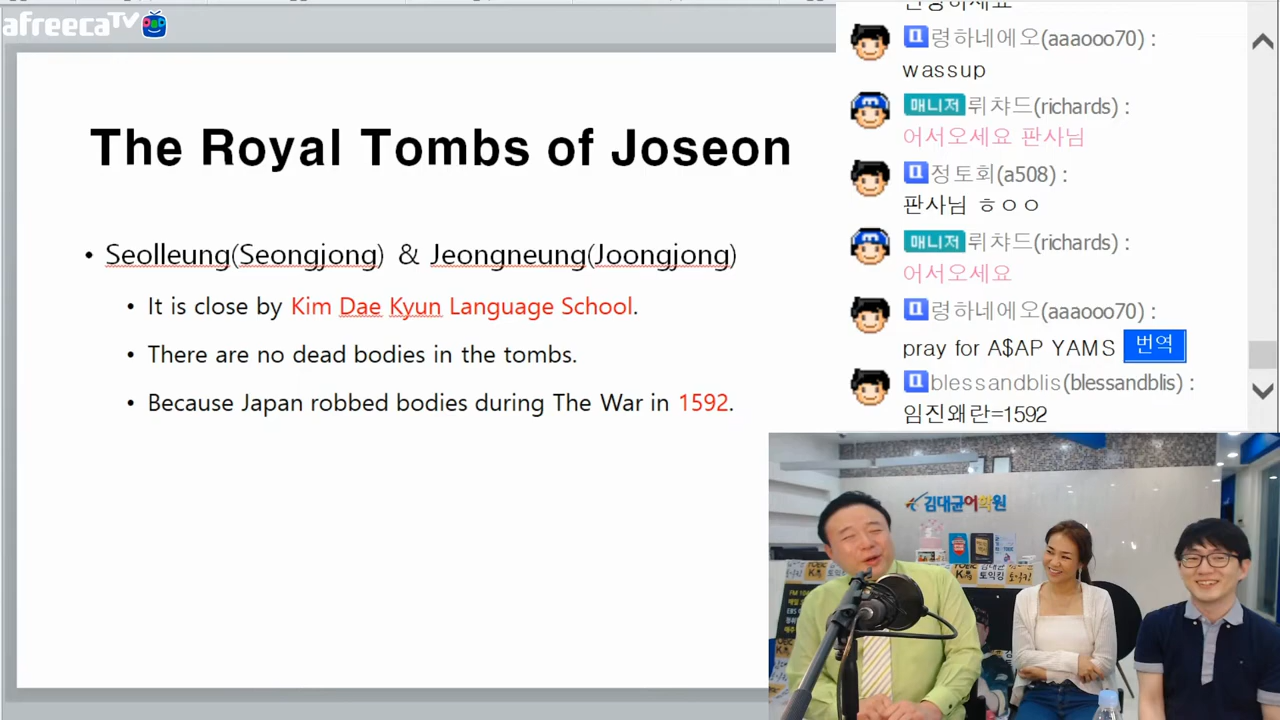 afreecaTV
The Royal Tombs of Joseon
• Seolleung(Seongjong) & Jeongneung(Joongjong)
• It is close by Kim Dae Kyun Language School.
• There are no dead bodies in the tombs.
• Because Japan robbed bodies during The War in 1592.
령하네에오(aaaooo70) :
wassup
매니저 뤼챠드(richards) :
어서오세요 판사님
정토회(a508) :
판사님 ㅎㅇㅇ
매니저 뤼챠드(richards) :
어서오세요
령하네에오(aaaooo70) :
pray for A$AP YAMS 번역
blessandblis(blessandblis) :
임진왜란=1592
김대균어학원